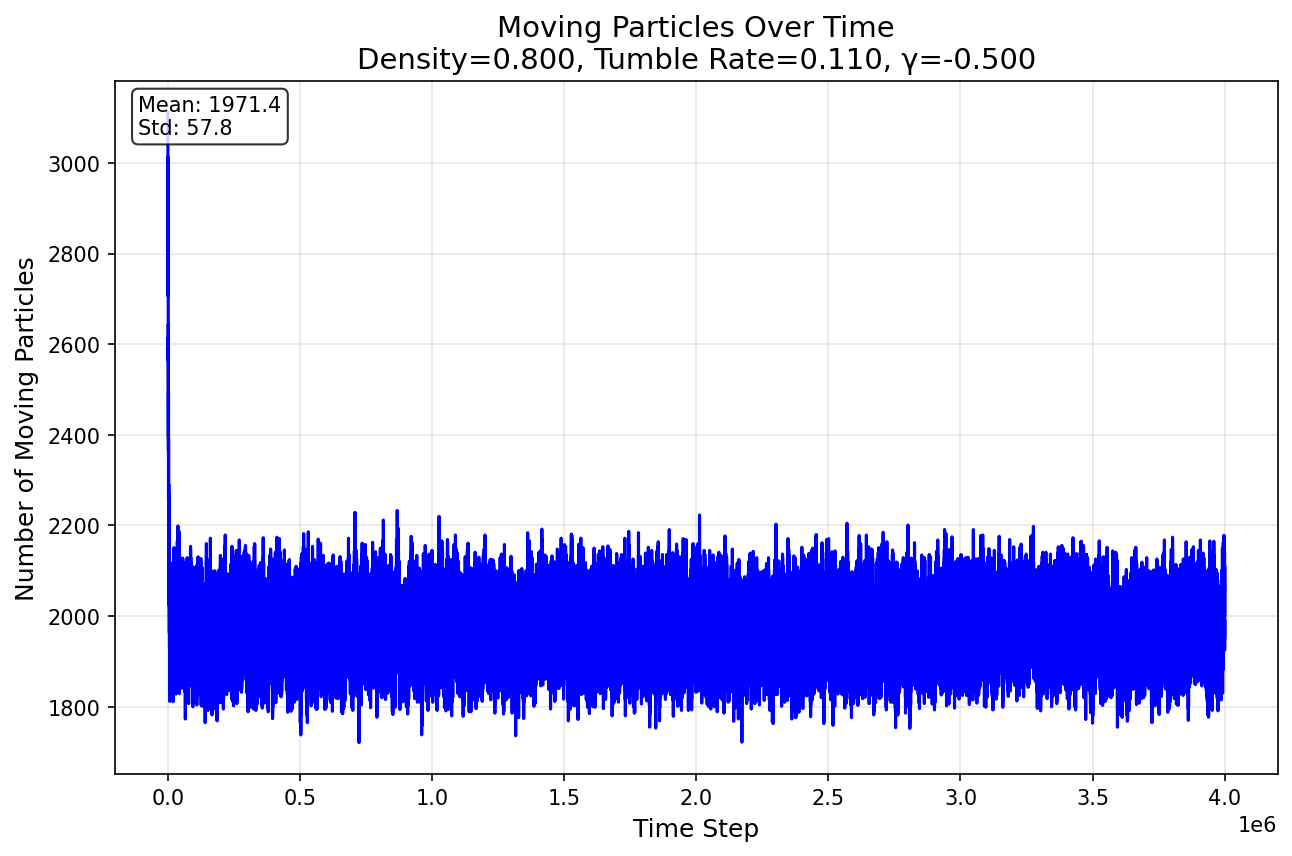 Moving Particles Over Time
Density=0.800, Tumble Rate=0.110, γ=-0.500
Mean: 1971.4
Std: 57.8
Number of Moving Particles
3000
2800
2600
2400
2200
2000
1800
0.0 0.5 1.0 1.5 2.0 2.5 3.0 3.5 4.0
1e6
Time Step